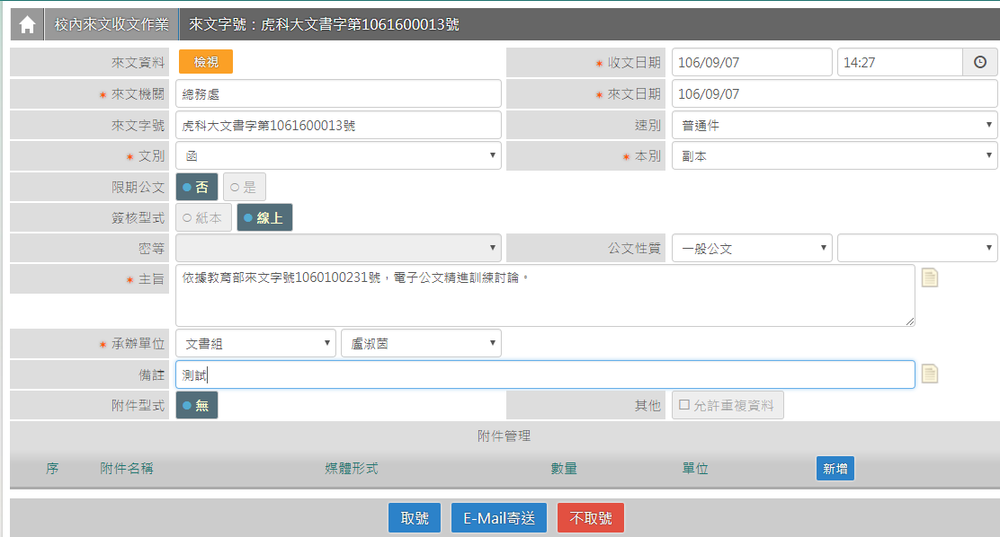 校內來文收文作業 來文字號：虎科大文書字第1061600013號
來文資料 檢視 * 收文日期 106/09/07 14:27
* 來文機關 總務處 * 來文日期 106/09/07
來文字號 虎科大文書字第1061600013號 速別 普通件
* 文別 函 * 本別 副本
限期公文 否 是
簽核型式 紙本 線上
密等 公文性質 一般公文
* 主旨 依據教育部來文字號1060100231號，電子公文精進訓練討論。
* 承辦單位 文書組 盧淑茵
備註 測試
附件型式 無 其他 允許重複資料
附件管理
序 附件名稱 媒體形式 數量 單位 新增
取號 E-Mail寄送 不取號